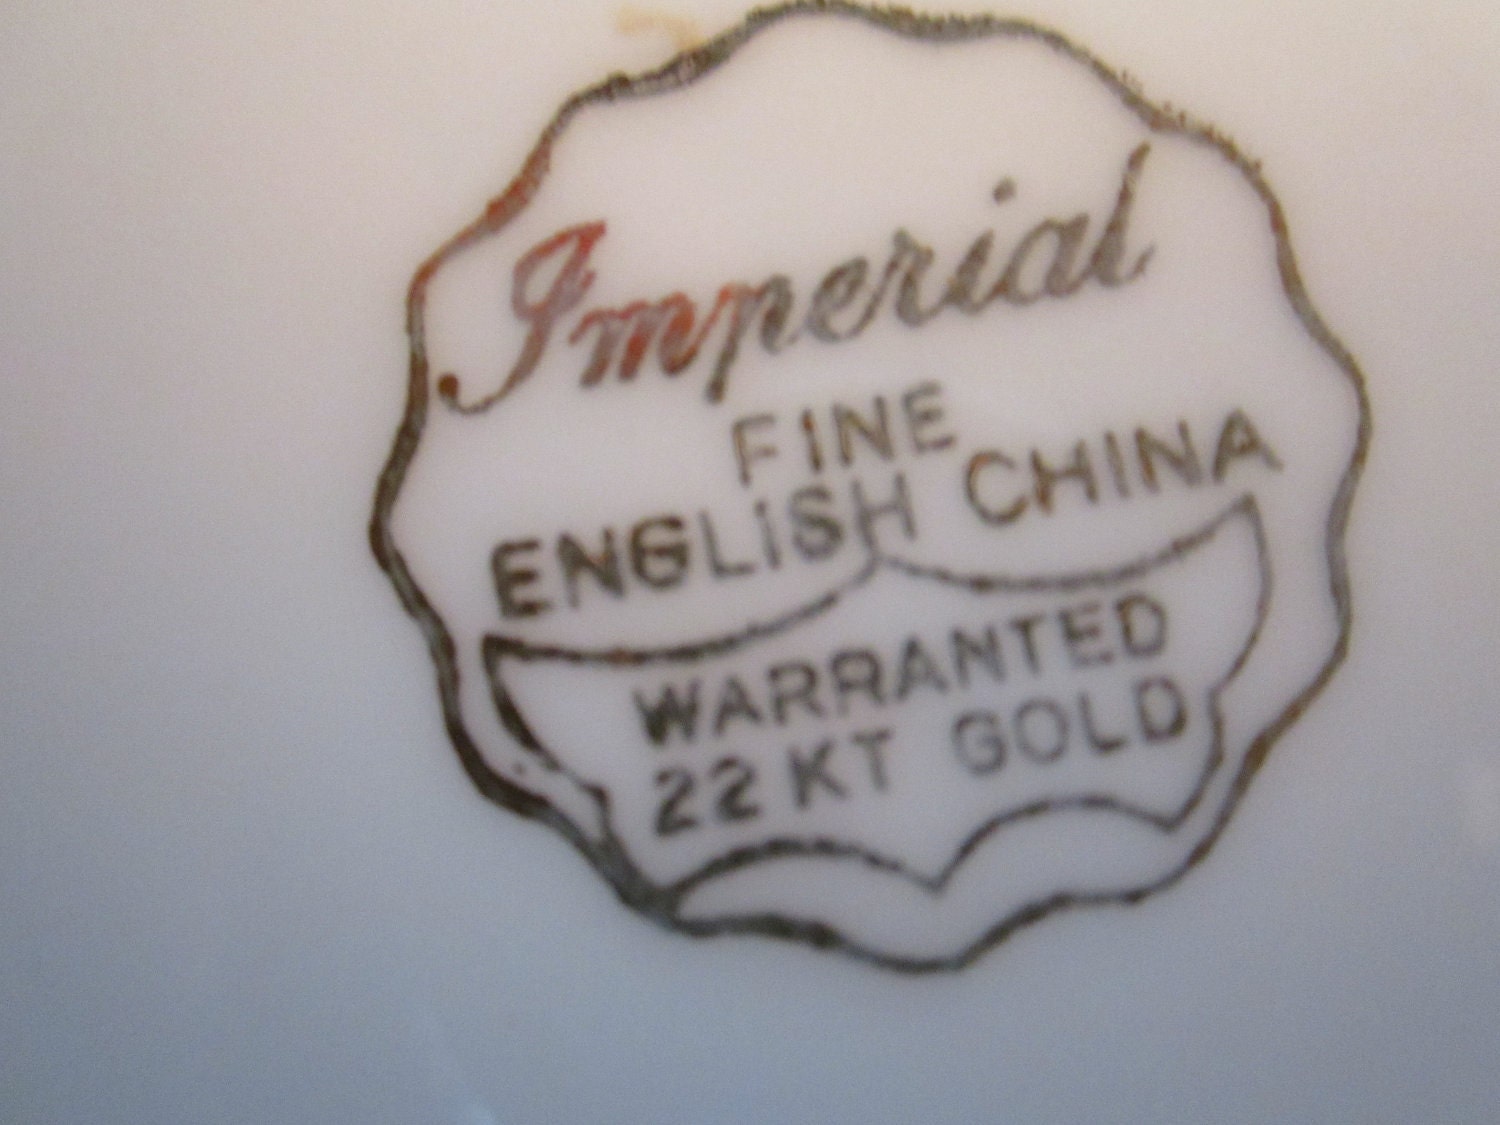 Imperial
FINE
ENGLISH CHINA
WARRANTED
22 KT GOLD